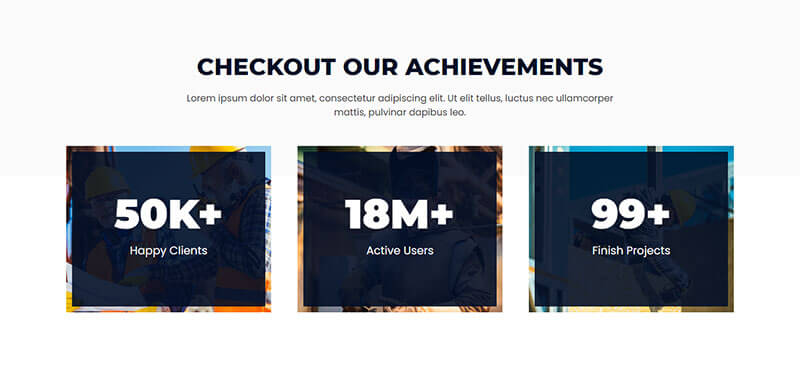 CHECKOUT OUR ACHIEVEMENTS
Lorem ipsum dolor sit amet, consectetur adipiscing elit. Ut elit tellus, luctus nec ullamcorper
mattis, pulvinar dapibus leo.
50K+
Happy Clients
18M+
Active Users
99+
Finish Projects